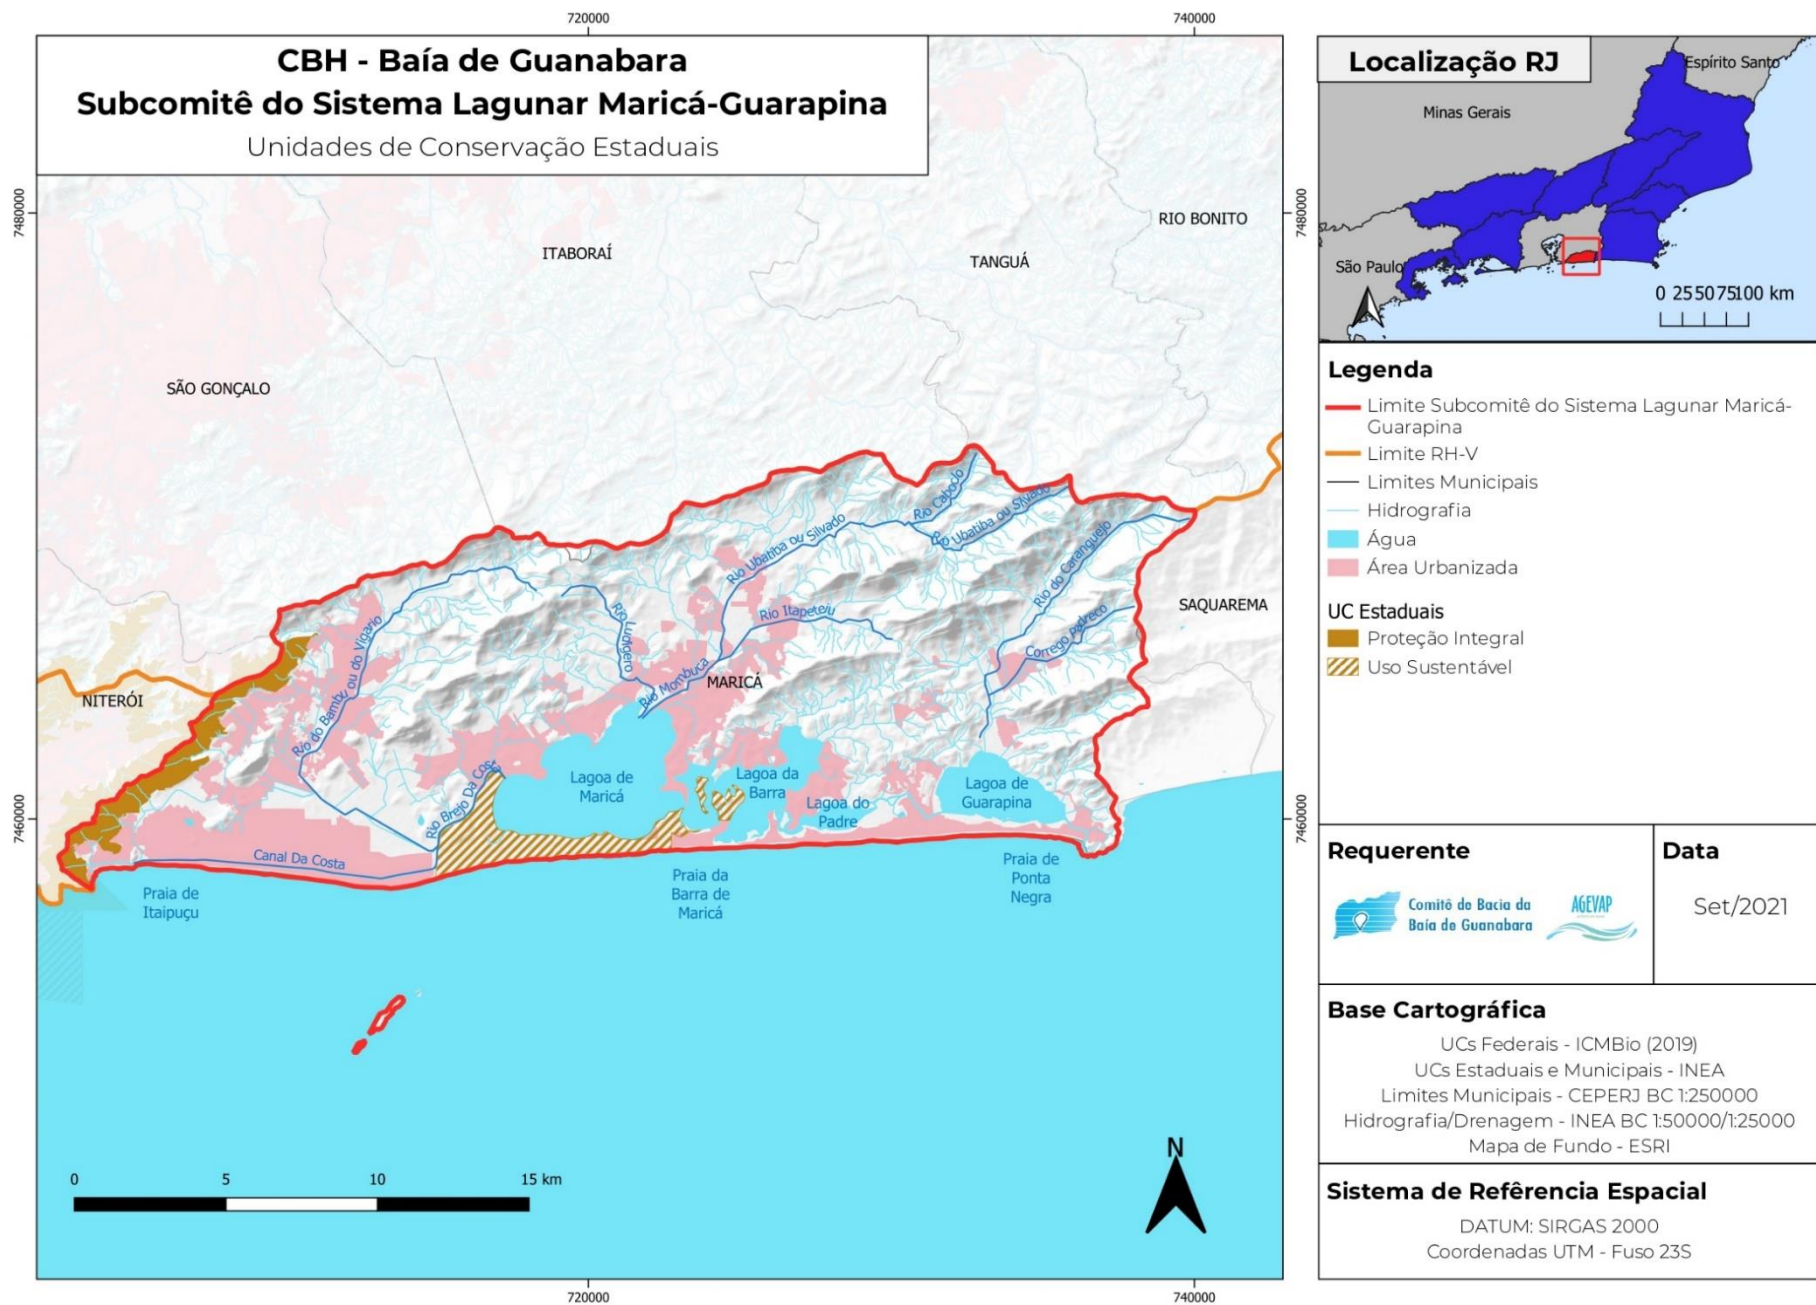 720000
740000
CBH - Baía de Guanabara
Subcomitê do Sistema Lagunar Maricá-Guarapina
Unidades de Conservação Estaduais
7480000
7480000
7460000
7460000
RIO BONITO
ITABORAÍ
TANGUÁ
SÃO GONÇALO
SAQUAREMA
NITERÓI
MARICÁ
Rio Cabodo
Rio Ubatiba ou Silvado
Rio Ubatiba ou Silvado
Rio do Caranguejo
Rio Itapeteiu
Corrego Padreco
Rio Ludigero
Rio Mombuca
Rio do Bambu ou do Vigario
Rio Brejo Da Cos
Canal Da Costa
Lagoa de
Maricá
Lagoa da
Barra
Lagoa do
Padre
Lagoa de
Guarapina
Praia de
Itaipuçu
Praia da
Barra de
Maricá
Praia de
Ponta
Negra
0 5 10 15 km
N
720000
740000
Localização RJ
Espírito Santo
Minas Gerais
São Paulo
0 25 50 75 100 km
Legenda
Limite Subcomitê do Sistema Lagunar Maricá-
Guarapina
Limite RH-V
Limites Municipais
Hidrografia
Água
Área Urbanizada
UC Estaduais
Proteção Integral
Uso Sustentável
Requerente
Comitê de Bacia da
Baía de Guanabara
AGEVAP
Data
Set/2021
Base Cartográfica
UCs Federais - ICMBio (2019)
UCs Estaduais e Municipais - INEA
Limites Municipais - CEPERJ BC 1:250000
Hidrografia/Drenagem - INEA BC 1:50000/1:25000
Mapa de Fundo - ESRI
Sistema de Refêrencia Espacial
DATUM: SIRGAS 2000
Coordenadas UTM - Fuso 23S